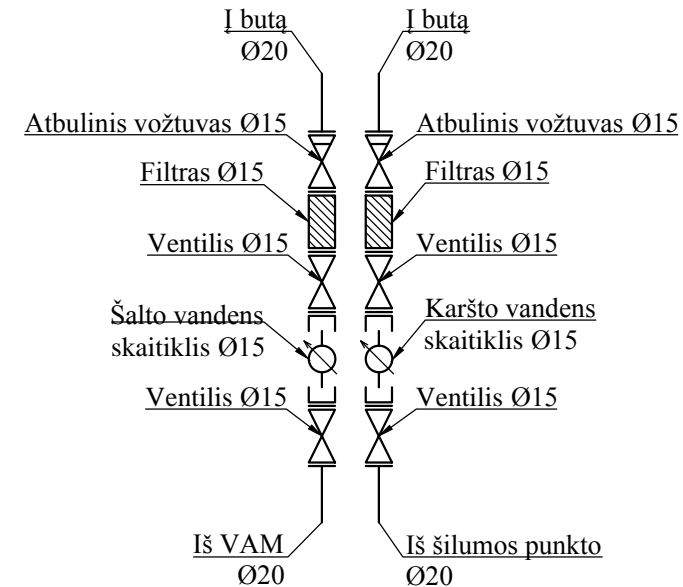 Į butą
Ø20
Į butą
Ø20
Atbulinis vožtuvas Ø15
Atbulinis vožtuvas Ø15
Filtras Ø15
Filtras Ø15
Ventilis Ø15
Ventilis Ø15
Šalto vandens
skaitiklis Ø15
Karšto vandens
skaitiklis Ø15
Ventilis Ø15
Ventilis Ø15
Iš VAM
Ø20
Iš šilumos punkto
Ø20